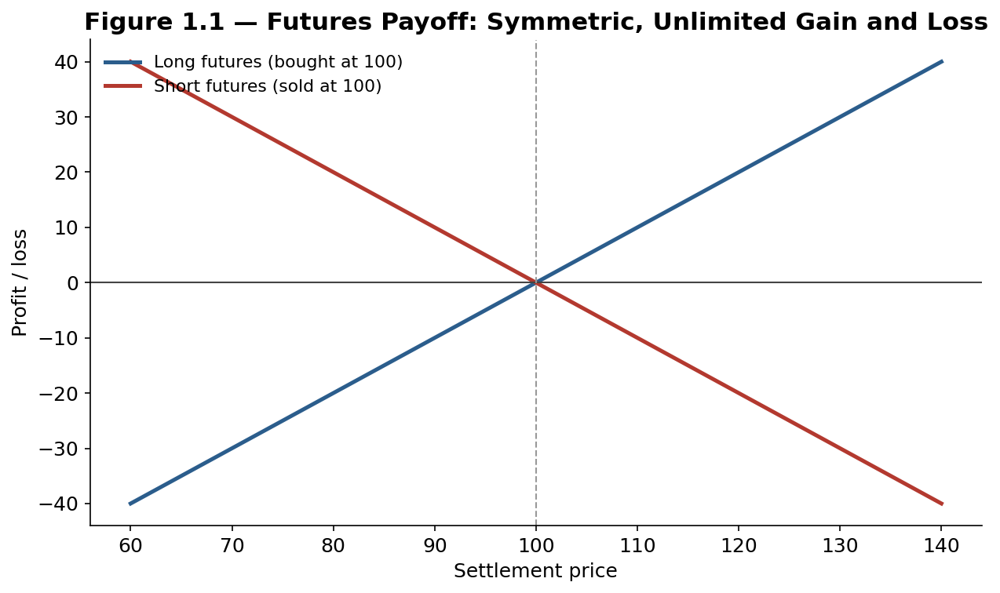 Figure 1.1 — Futures Payoff: Symmetric, Unlimited Gain and Loss
Long futures (bought at 100)
Short futures (sold at 100)
Profit / loss
40
30
20
10
0
−10
−20
−30
−40
60 70 80 90 100 110 120 130 140
Settlement price